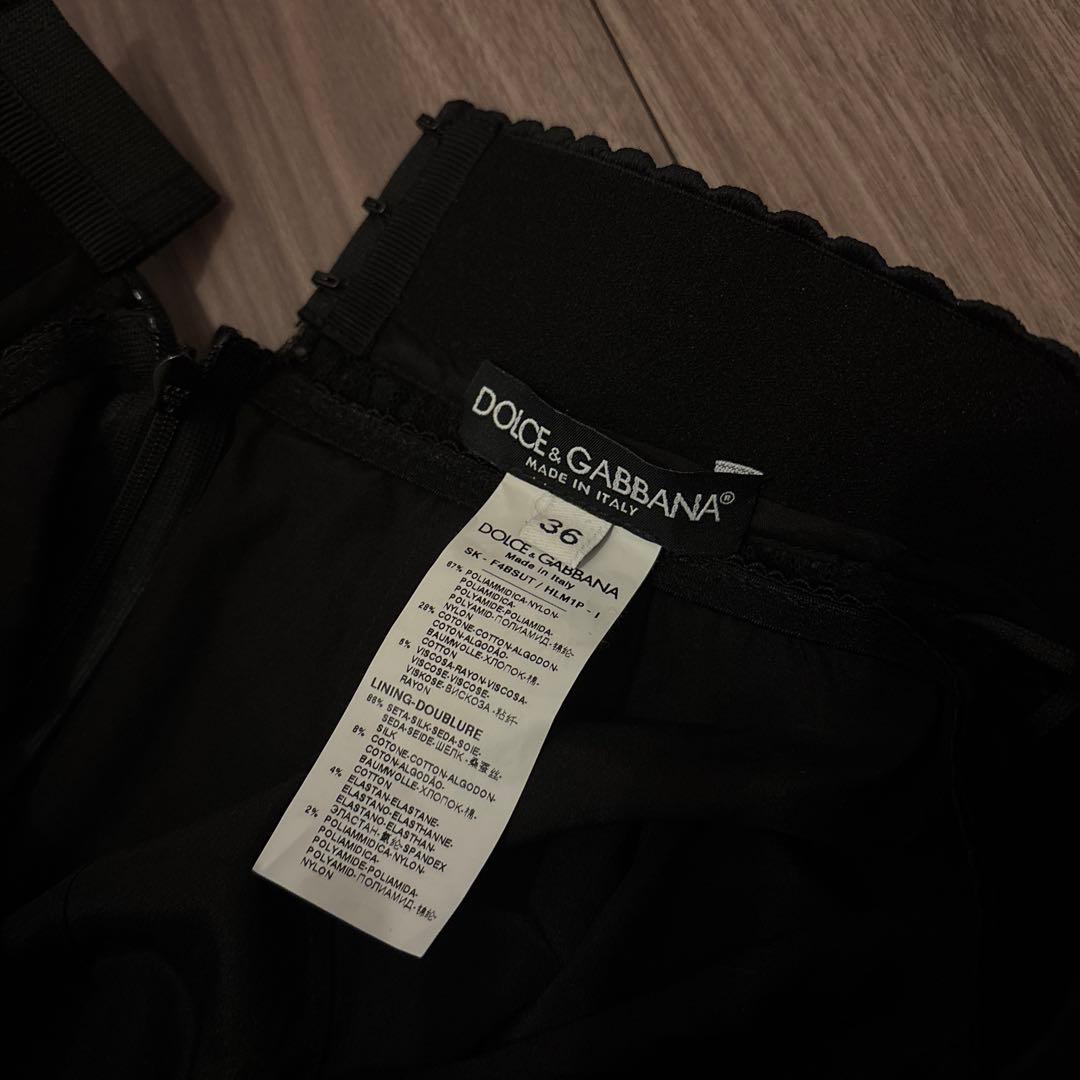 DOLCE & GABBANA®
MADE IN ITALY
36
DOLCE & GABBANA
Made in Italy
SK - F4BSUT / HLM1P - I
67% POLIAMMIDICA-NYLON-
POLIAMIDICA-
POLYAMIDE-POLIAMIDA-
POLYAMID-ПОЛИАМИД-锦纶-
NYLON
28% COTONE-COTTON-ALGODON-
COTON-ALGODÃO-
BAUMWOLLE-ХЛОПОК-棉-
COTTON
5% VISCOSA-RAYON-VISCOSA-
VISCOSE-VISCOSE-
VISKOSE-ВИСКОЗА-粘纤-
RAYON
LINING-DOUBLURE
86% SETA-SILK-SEDA-SOIE-
SEDA-SEIDE-ШЕЛК-桑蚕丝-
SILK
8% COTONE-COTTON-ALGODON-
COTON-ALGODÃO-
BAUMWOLLE-ХЛОПОК-棉-
COTTON
4% ELASTAN-ELASTANE-
ELASTANO-ELASTHANNE-
ELASTANO-ELASTHAN-
ЭЛАСТАН-氨纶-SPANDEX
2% POLIAMMIDICA-NYLON-
POLIAMIDICA-
POLYAMIDE-POLIAMIDA-
POLYAMID-ПОЛИАМИД-锦纶-
NYLON